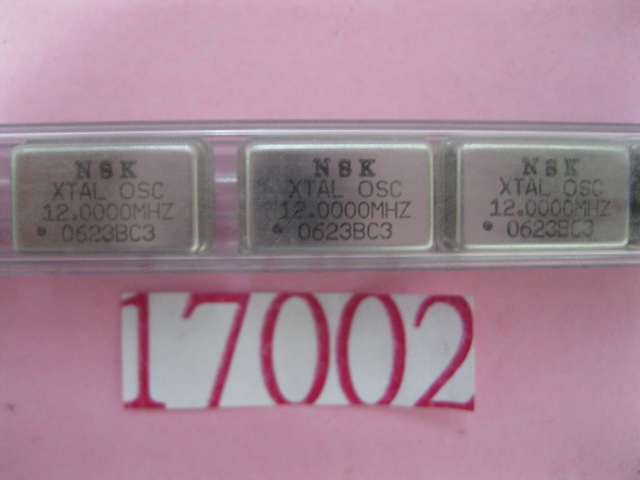 NSK
XTAL OSC
12.0000MHZ
0623BC3
NSK
XTAL OSC
12.0000MHZ
0623BC3
NSK
XTAL OSC
12.0000MHZ
0623BC3
17002